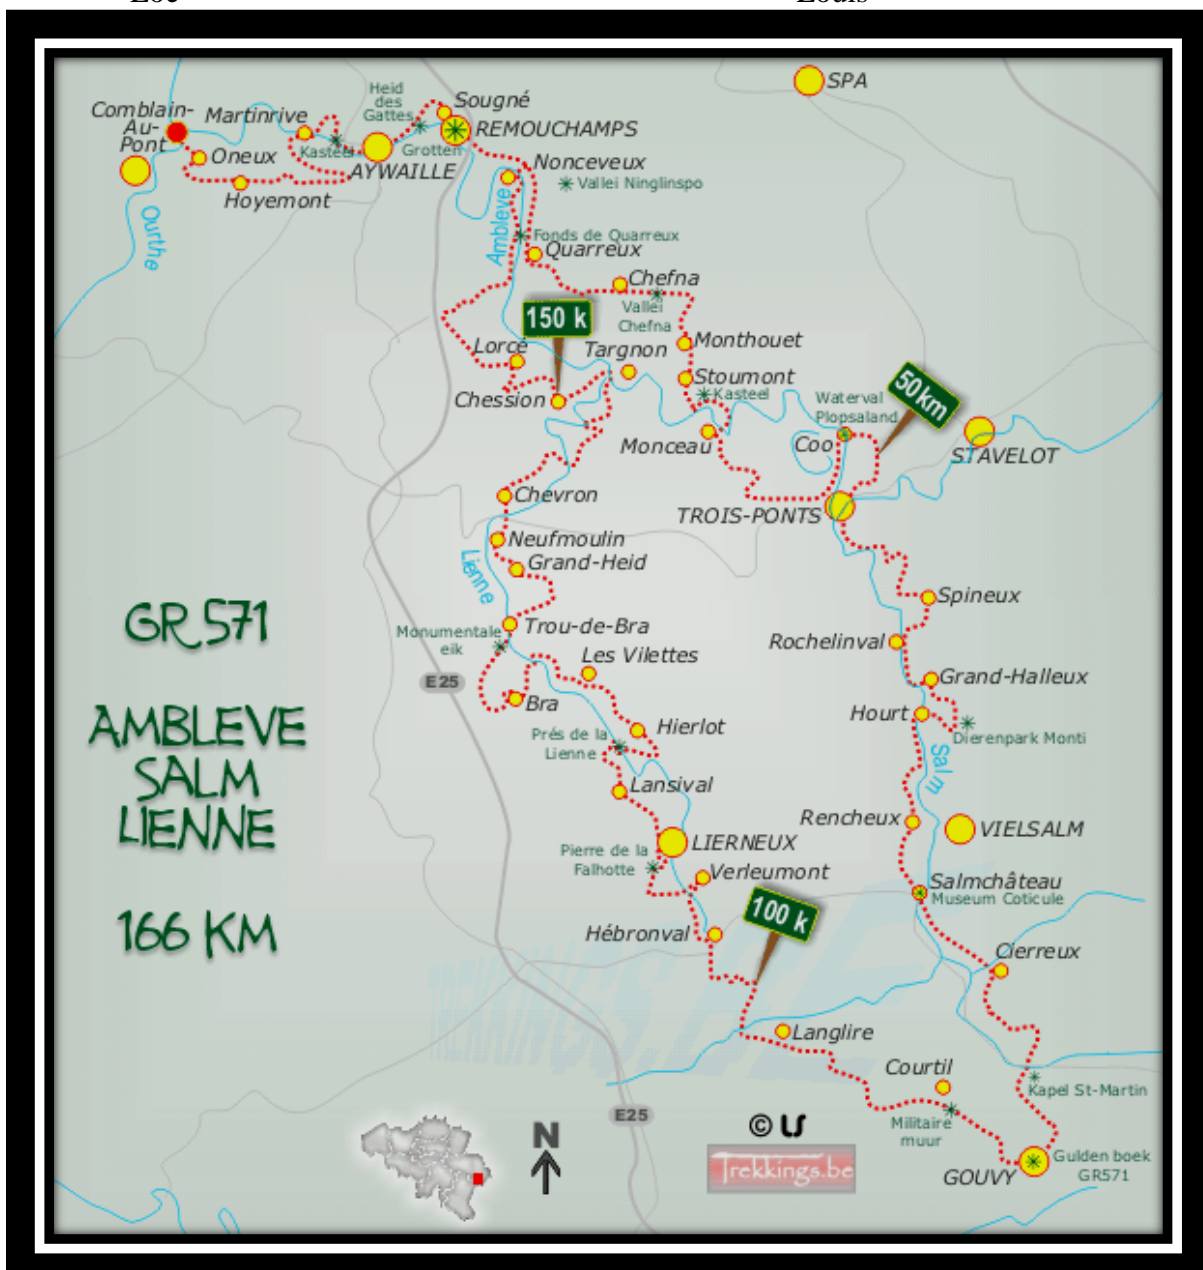 SPA
Comblain-
Au-
Pont
Martinrive
Heid
des
Gattes
Sougné
REMOUCHAMPS
Oneux
Kasteel
Grotten
AYWAILLE
Hoyemont
Nonceveux
Vallei Ninglinspo
Ourthe
Ambleve
Fonds de Quarreux
Quarreux
Chefna
Vallei
Chefna
150 k
Lorcé
Targnon
Monthouet
Stoumont
Kasteel
Waterval
Plopsaland
50km
Chession
Monceau
Coo
STAVELOT
Chevron
TROIS-PONTS
Neufmoulin
Grand-Heid
Lienne
Spineux
GR 571
AMBLEVE
SALM
LIENNE
166 KM
Monumentale
eik
Trou-de-Bra
Les Vilettes
Rochelinval
E25
Bra
Grand-Halleux
Hierlot
Hourt
Dierenpark Monti
Prés de la
Lienne
Salm
Lansival
Rencheux
VIELSALM
LIERNEUX
Pierre de la
Falhotte
Verleumont
Salmchâteau
Museum Coticule
100 k
Hébronval
Cierreux
TREKKINGS.BE
Langlire
Courtil
Kapel St-Martin
E25
Militaire
muur
N
©
Trekkings.be
GOUVY
Gulden boek
GR571